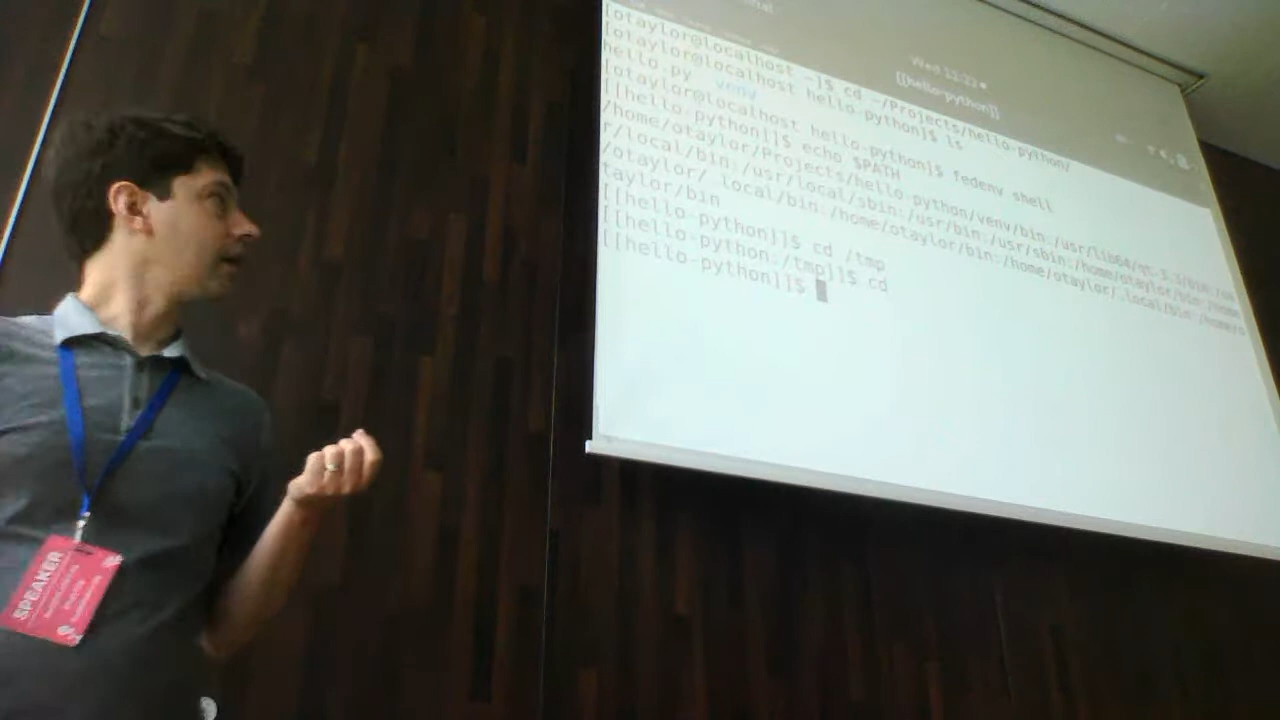 Wed 12:22
[[hello-python]]
[otaylor@localhost ~]$ cd ~/Projects/hello-python/
[otaylor@localhost hello-python]$ ls
hello.py venv
[otaylor@localhost hello-python]$ fedenv shell
[[hello-python]]$ echo $PATH
/home/otaylor/Projects/hello-python/venv/bin:/usr/lib64/qt-3.3/bin:/us
r/local/bin:/usr/local/sbin:/usr/bin:/usr/sbin:/home/otaylor/bin:/home
/otaylor/.local/bin:/home/otaylor/bin:/home/otaylor/.local/bin:/home/o
taylor/bin
[[hello-python]]$ cd /tmp
[[hello-python:/tmp]]$ cd
[[hello-python]]$
SPEAKER